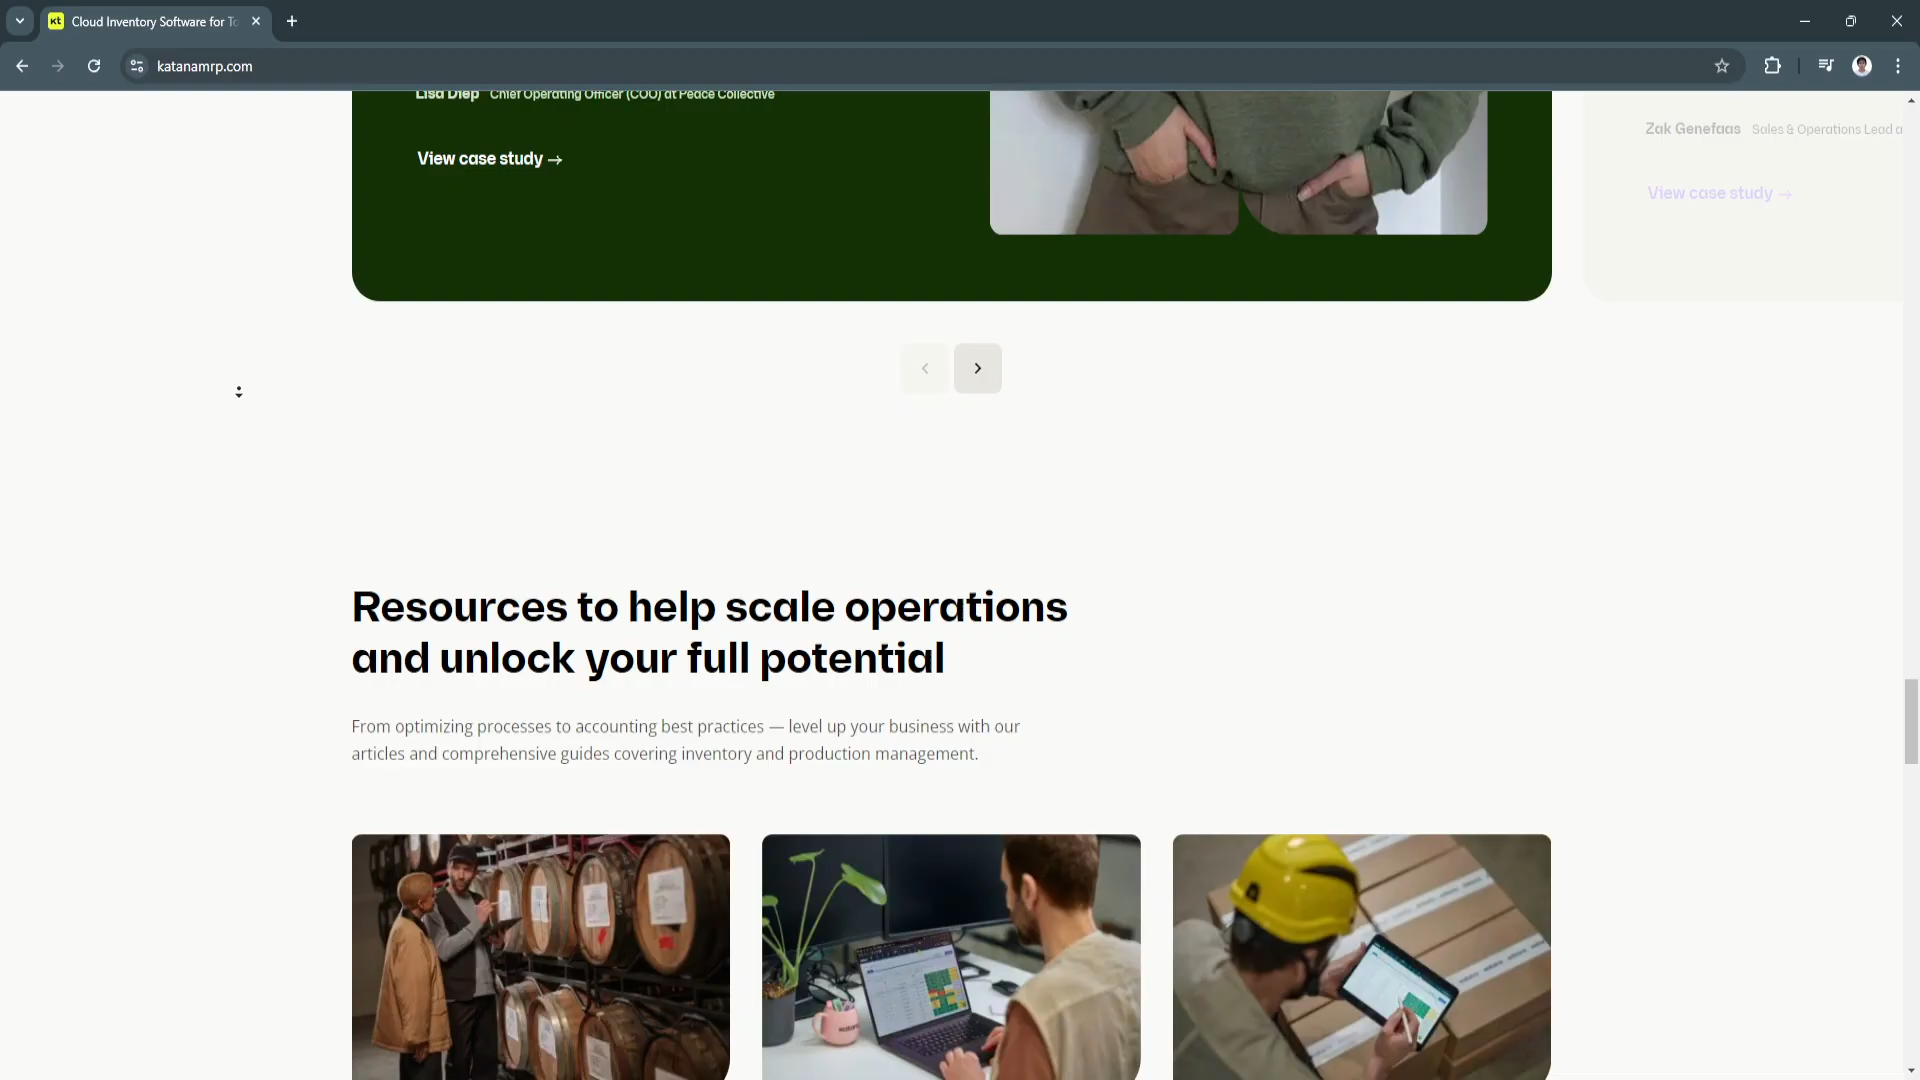 Cloud Inventory Software for To
katanamrp.com
Lisa Diep Chief Operating Officer (COO) at Peace Collective
View case study →
Zak Genefaas Sales & Operations Lead a
View case study →
Resources to help scale operations
and unlock your full potential
From optimizing processes to accounting best practices — level up your business with our
articles and comprehensive guides covering inventory and production management.